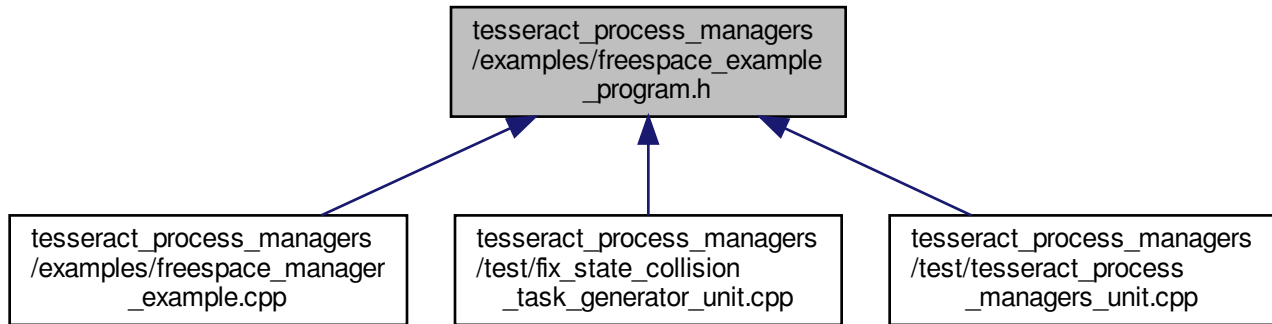 tesseract_process_managers
/examples/freespace_example
_program.h
tesseract_process_managers
/examples/freespace_manager
_example.cpp
tesseract_process_managers
/test/fix_state_collision
_task_generator_unit.cpp
tesseract_process_managers
/test/tesseract_process
_managers_unit.cpp